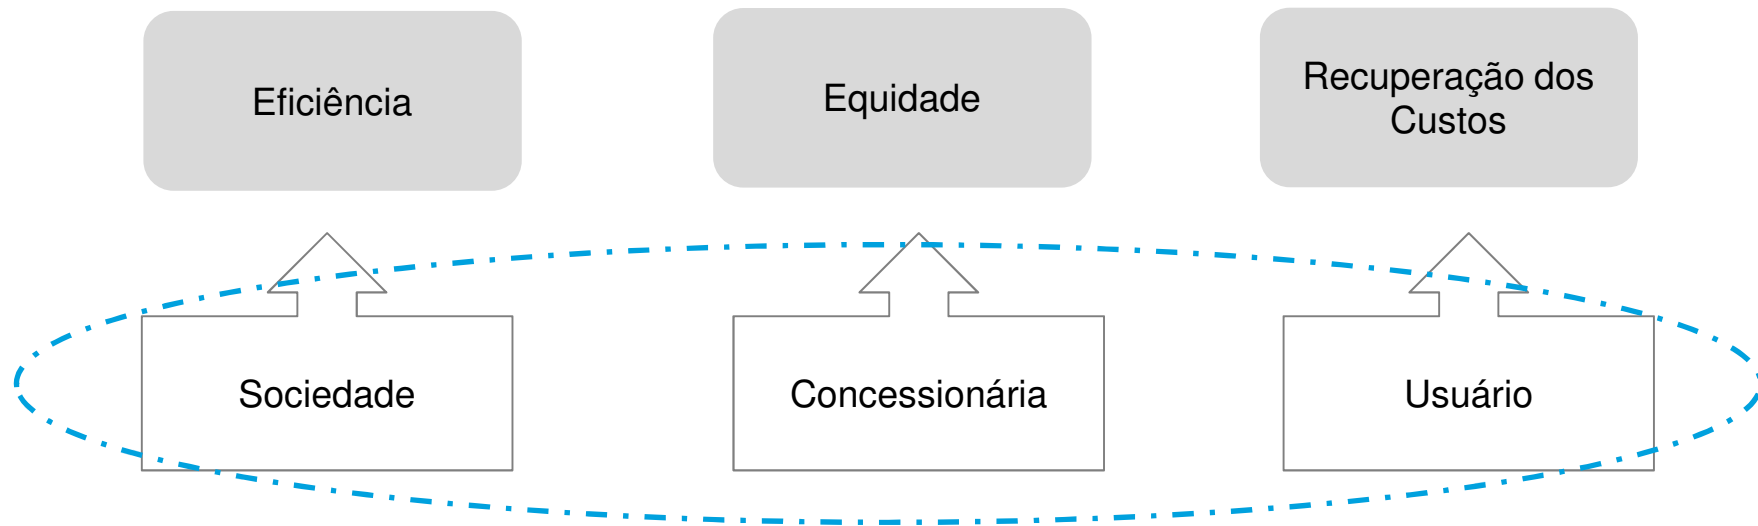 Eficiência
Equidade
Recuperação dos
Custos
Sociedade
Concessionária
Usuário